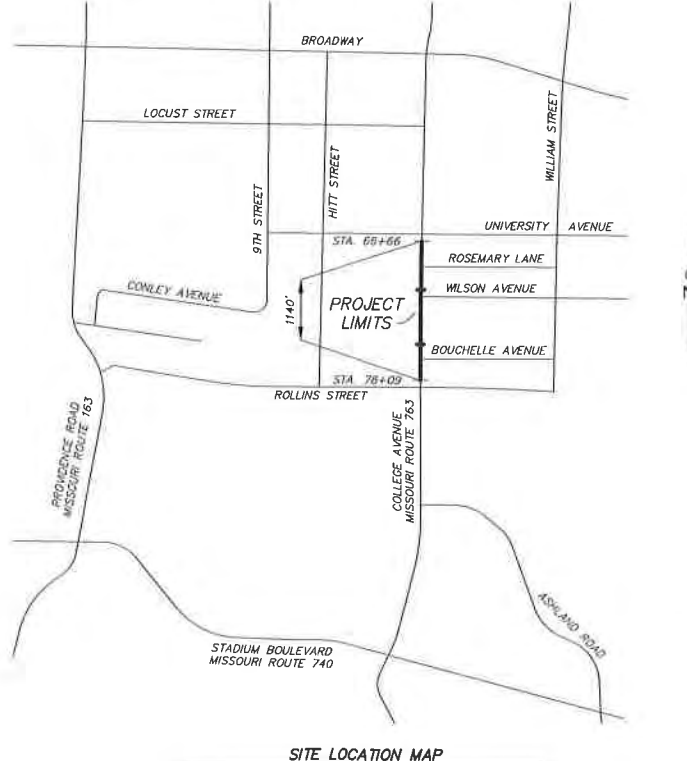 BROADWAY
LOCUST STREET
WILLIAM STREET
HITT STREET
9TH STREET
UNIVERSITY AVENUE
STA. 65+66
ROSEMARY LANE
CONLEY AVENUE
WILSON AVENUE
1140'
PROJECT
LIMITS
BOUCHELLE AVENUE
STA. 76+09
ROLLINS STREET
PROVIDENCE ROAD
MISSOURI ROUTE 163
COLLEGE AVENUE
MISSOURI ROUTE 763
ASHLAND ROAD
STADIUM BOULEVARD
MISSOURI ROUTE 740
SITE LOCATION MAP